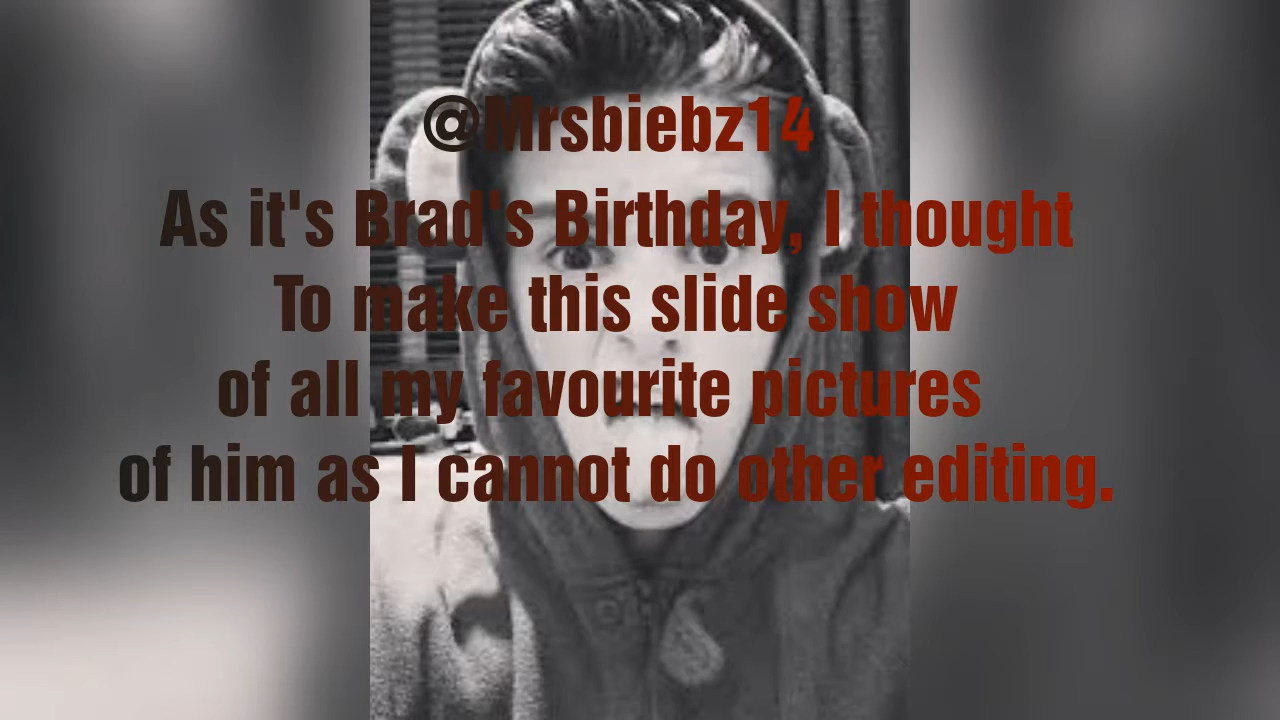 @Mrsbiebz14
As it's Brad's Birthday, I thought
To make this slide show
of all my favourite pictures
of him as I cannot do other editing.